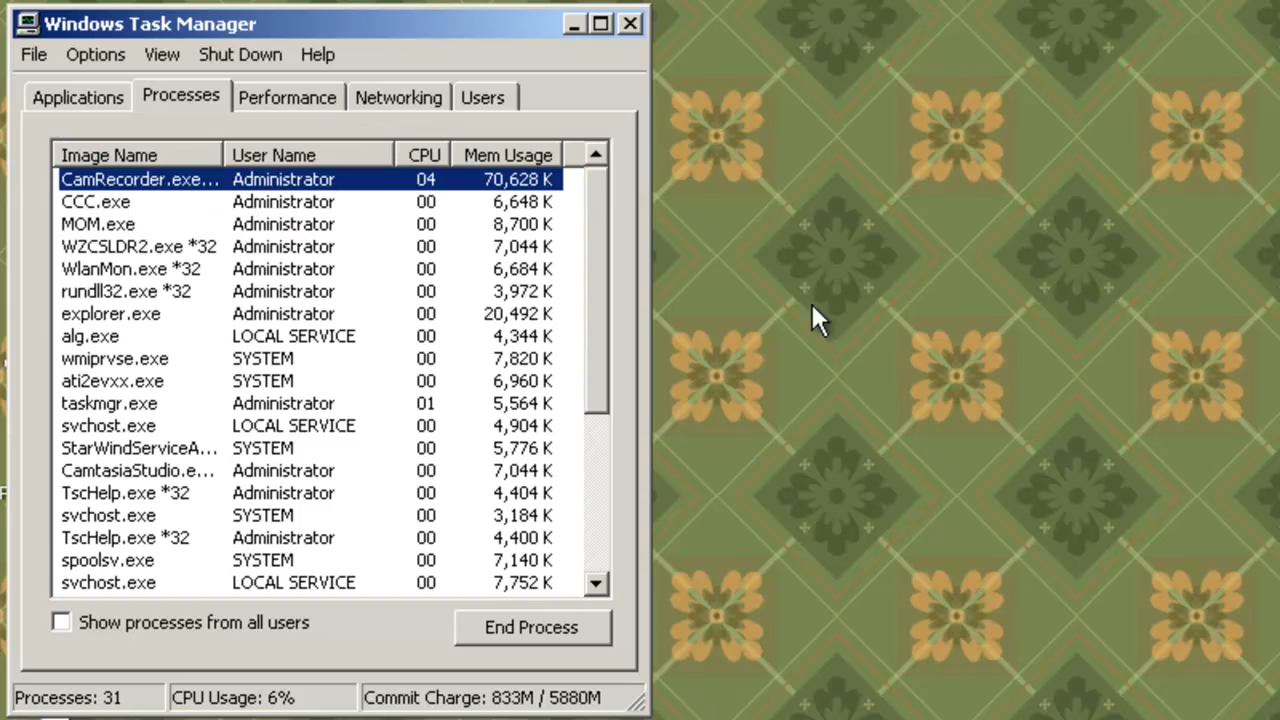 Windows Task Manager
File Options View Shut Down Help
Applications Processes Performance Networking Users
Image Name User Name CPU Mem Usage
CamRecorder.exe... Administrator 04 70,628 K
CCC.exe Administrator 00 6,648 K
MOM.exe Administrator 00 8,700 K
WZCSLDR2.exe *32 Administrator 00 7,044 K
WlanMon.exe *32 Administrator 00 6,684 K
rundll32.exe *32 Administrator 00 3,972 K
explorer.exe Administrator 00 20,492 K
alg.exe LOCAL SERVICE 00 4,344 K
wmiprvse.exe SYSTEM 00 7,820 K
ati2evxx.exe SYSTEM 00 6,960 K
taskmgr.exe Administrator 01 5,564 K
svchost.exe LOCAL SERVICE 00 4,904 K
StarWindServiceA... SYSTEM 00 5,776 K
CamtasiaStudio.e... Administrator 00 7,044 K
TscHelp.exe *32 Administrator 00 4,404 K
svchost.exe SYSTEM 00 3,184 K
TscHelp.exe *32 Administrator 00 4,400 K
spoolsv.exe SYSTEM 00 7,140 K
svchost.exe LOCAL SERVICE 00 7,752 K
Show processes from all users
End Process
Processes: 31 CPU Usage: 6% Commit Charge: 833M / 5880M